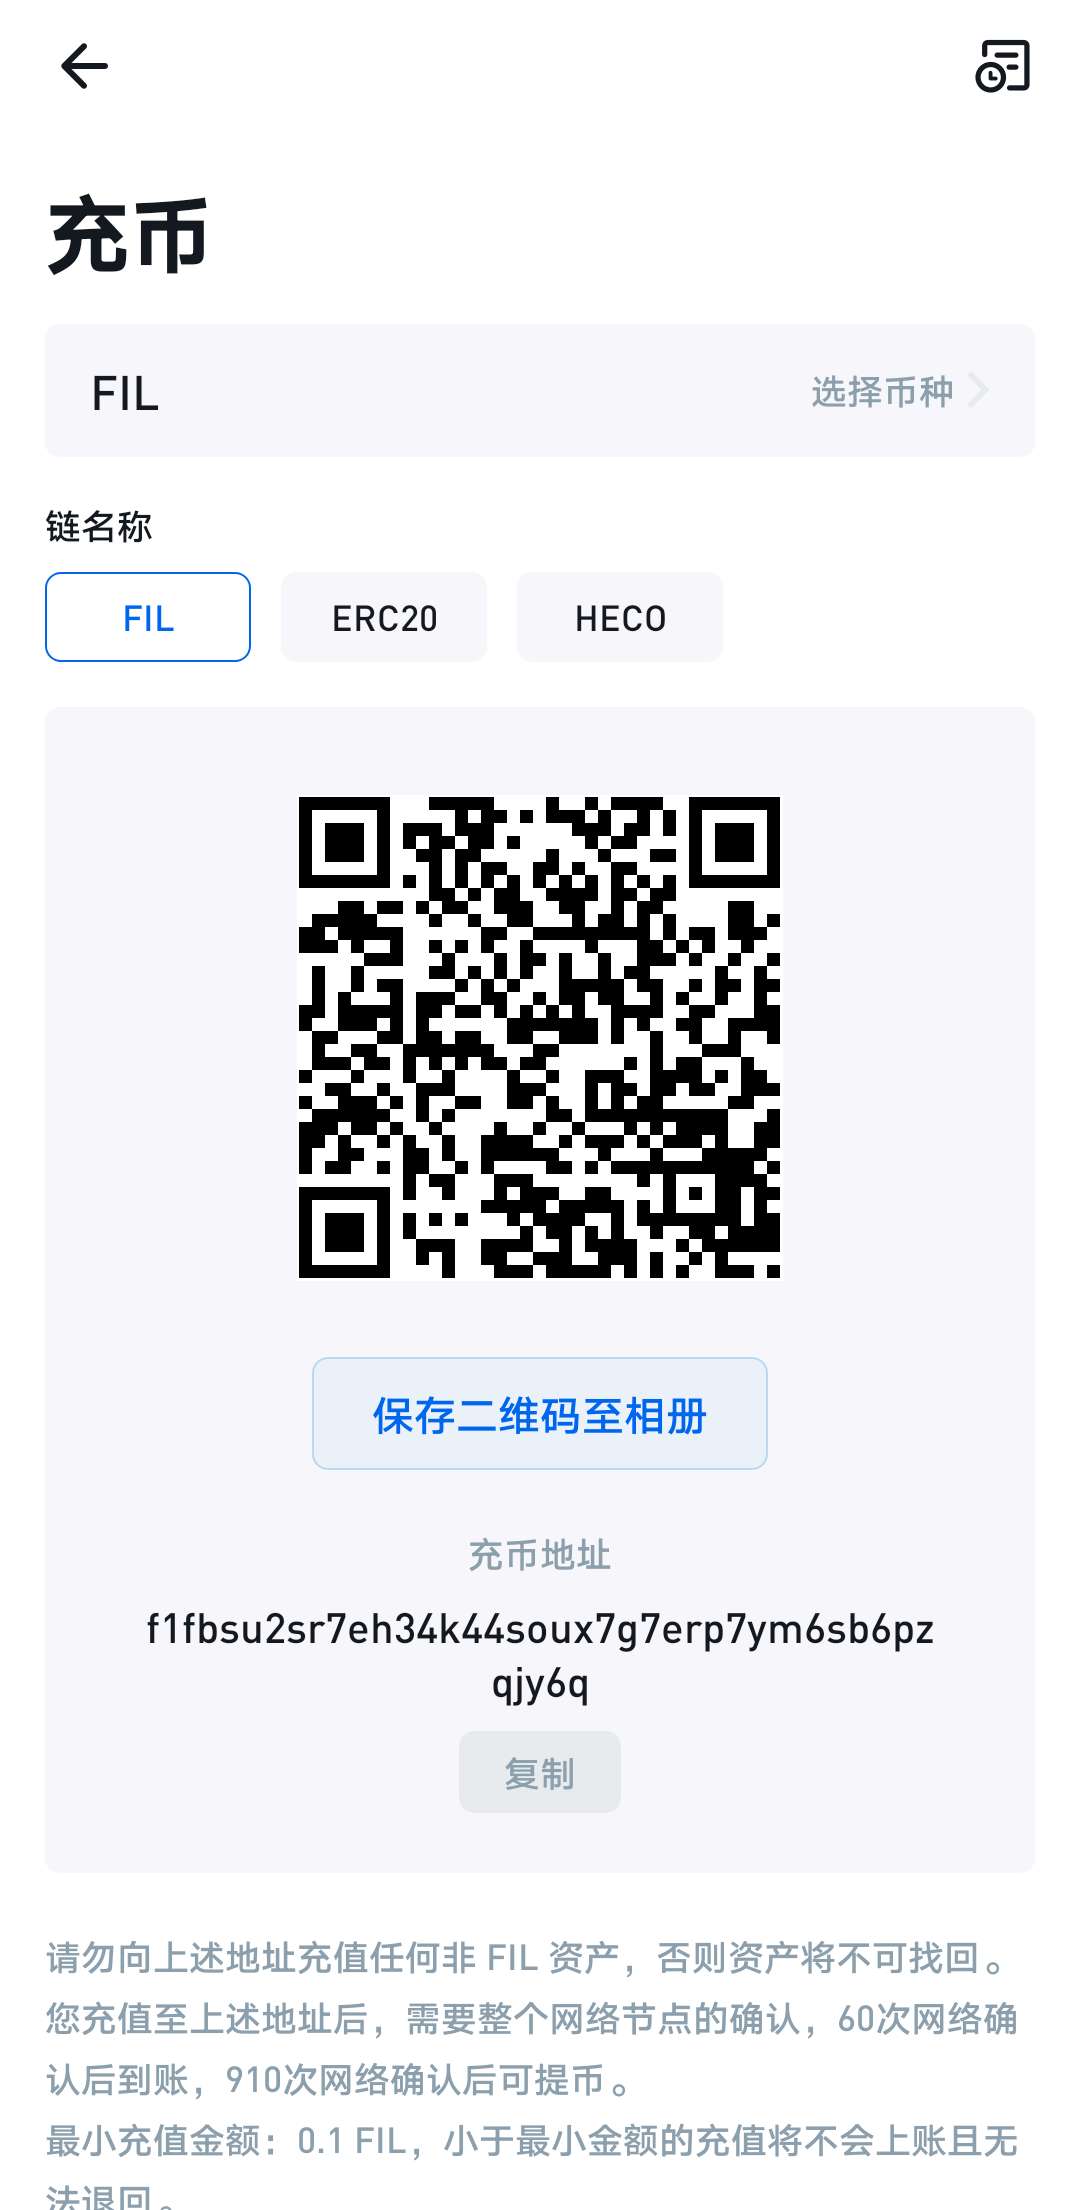 充币
FIL 选择币种
链名称
FIL ERC20 HECO
保存二维码至相册
充币地址
f1fbsu2sr7eh34k44soux7g7erp7ym6sb6pz
qjy6q
复制
请勿向上述地址充值任何非 FIL 资产，否则资产将不可找回。
您充值至上述地址后，需要整个网络节点的确认，60次网络确
认后到账，910次网络确认后可提币。
最小充值金额：0.1 FIL，小于最小金额的充值将不会上账且无
法退回。